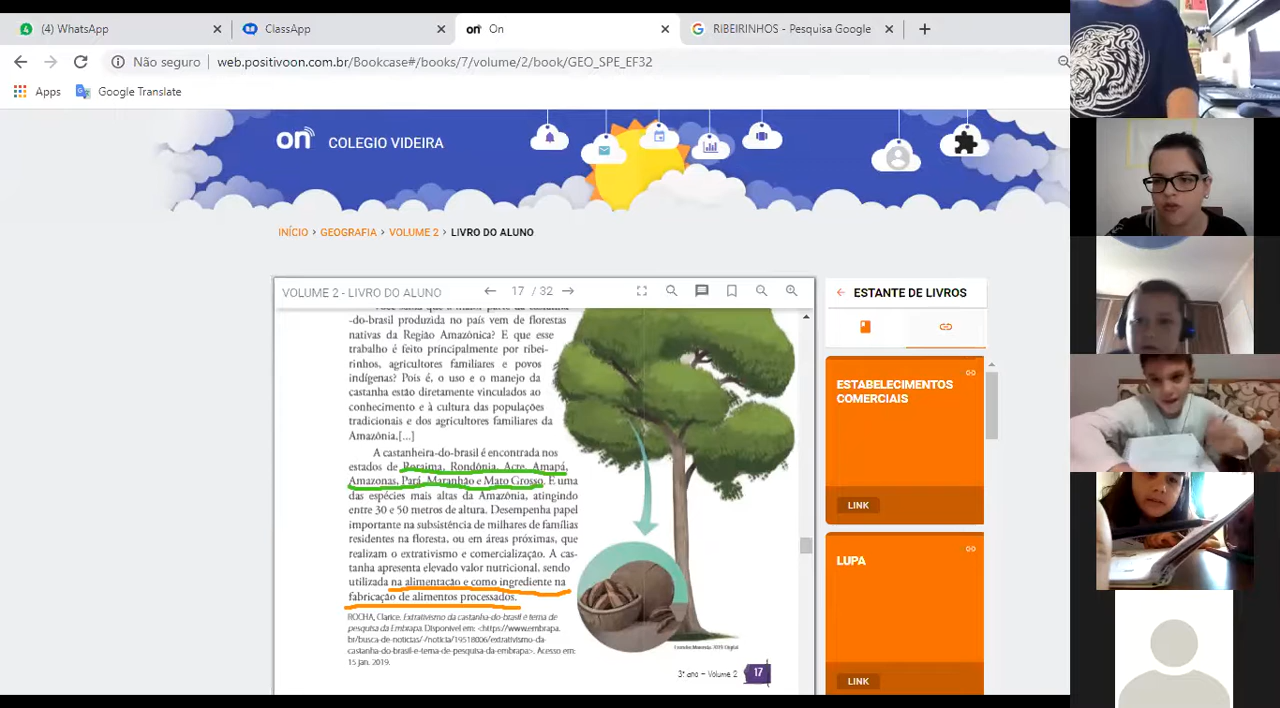 (4) WhatsApp
ClassApp
On
RIBEIRINHOS - Pesquisa Google
Não seguro
web.positivoon.com.br/Bookcase#/books/7/volume/2/book/GEO_SPE_EF32
Apps
Google Translate
on
COLEGIO VIDEIRA
INÍCIO > GEOGRAFIA > VOLUME 2 > LIVRO DO ALUNO
VOLUME 2 - LIVRO DO ALUNO
17 / 32
ESTANTE DE LIVROS
-do-brasil produzida no país vem de florestas
nativas da Região Amazônica? E que esse
trabalho é feito principalmente por ribei-
rinhos, agricultores familiares e povos
indígenas? Pois é, o uso e o manejo da
castanha estão diretamente vinculados ao
conhecimento e à cultura das populações
tradicionais e dos agricultores familiares da
Amazônia.[...]
A castanheira-do-brasil é encontrada nos
estados de Roraima, Rondônia, Acre, Amapá,
Amazonas, Pará, Maranhão e Mato Grosso. É uma
das espécies mais altas da Amazônia, atingindo
entre 30 e 50 metros de altura. Desempenha papel
importante na subsistência de milhares de famílias
residentes na floresta, ou em áreas próximas, que
realizam o extrativismo e comercialização. A cas-
tanha apresenta elevado valor nutricional, sendo
utilizada na alimentação e como ingrediente na
fabricação de alimentos processados.
ROCHA, Clarice. Extrativismo da castanha-do-brasil é tema de
pesquisa da Embrapa. Disponível em: <https://www.embrapa.
br/busca-de-noticias/-/noticia/19518006/extrativismo-da-
castanha-do-brasil-e-tema-de-pesquisa-da-embrapa>. Acesso em:
15 jan. 2019.
3º ano – Volume 2
17
ESTABELECIMENTOS
COMERCIAIS
LINK
LUPA
LINK